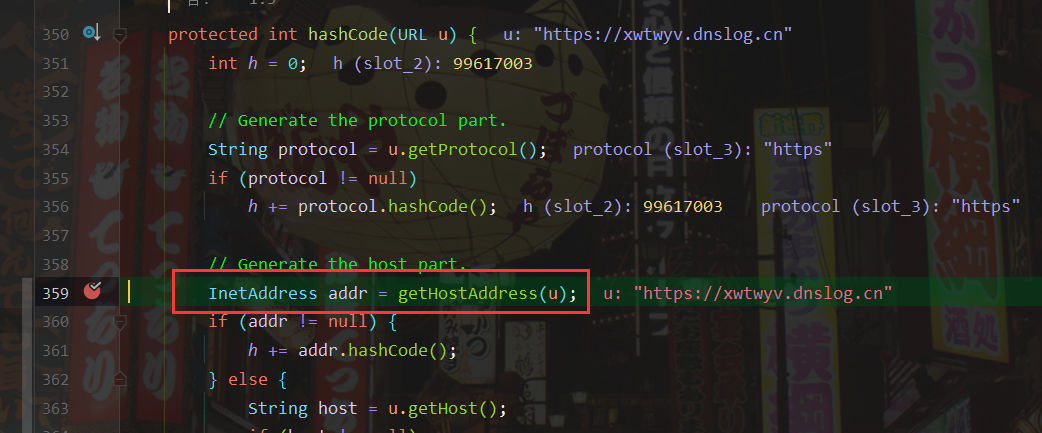 350 protected int hashCode(URL u) { u: "https://xwtwyv.dnslog.cn"
351 int h = 0; h (slot_2): 99617003
352
353 // Generate the protocol part.
354 String protocol = u.getProtocol(); protocol (slot_3): "https"
355 if (protocol != null)
356 h += protocol.hashCode(); h (slot_2): 99617003 protocol (slot_3): "https"
357
358 // Generate the host part.
359 InetAddress addr = getHostAddress(u); u: "https://xwtwyv.dnslog.cn"
360 if (addr != null) {
361 h += addr.hashCode();
362 } else {
363 String host = u.getHost();